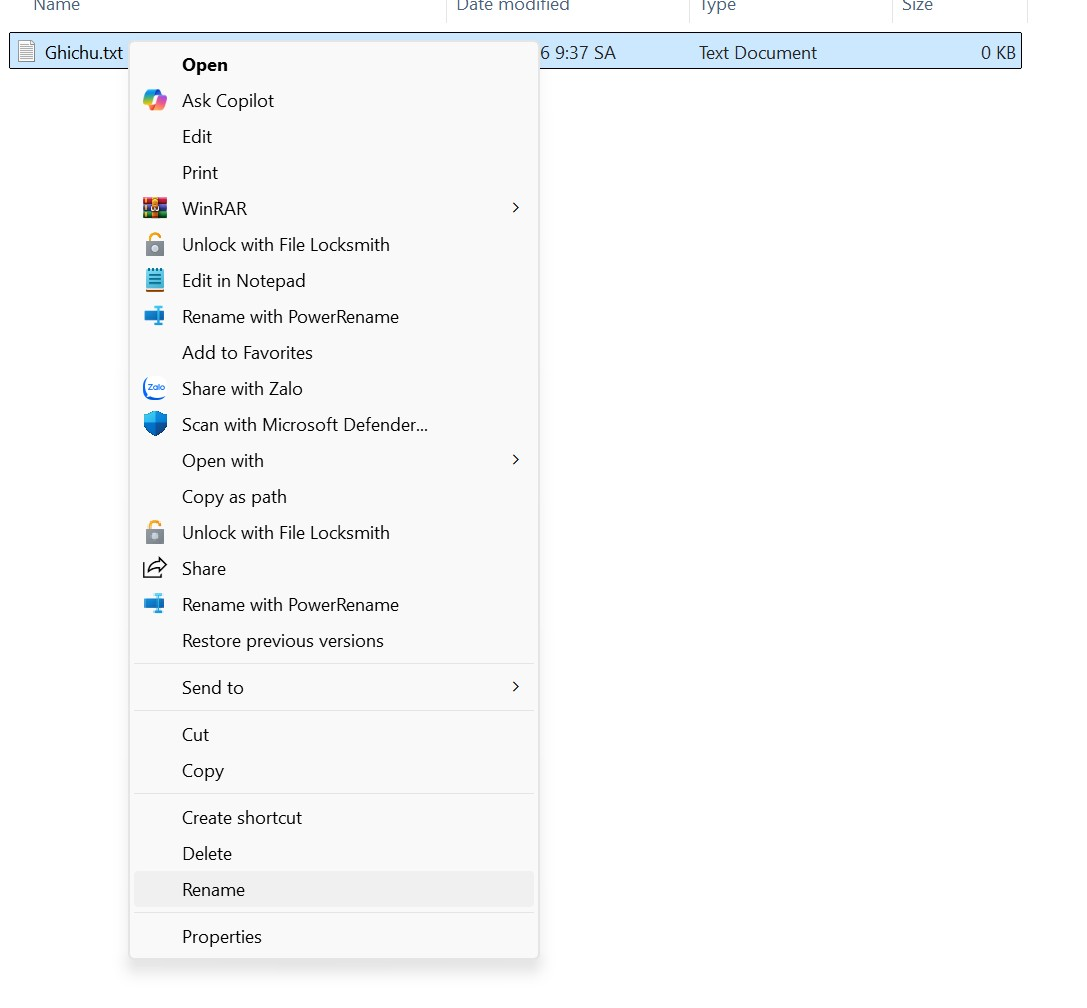 Name Date modified Type Size
Ghichu.txt 6 9:37 SA Text Document 0 KB
Open
Ask Copilot
Edit
Print
WinRAR
Unlock with File Locksmith
Edit in Notepad
Rename with PowerRename
Add to Favorites
Zalo Share with Zalo
Scan with Microsoft Defender...
Open with
Copy as path
Unlock with File Locksmith
Share
Rename with PowerRename
Restore previous versions
Send to
Cut
Copy
Create shortcut
Delete
Rename
Properties